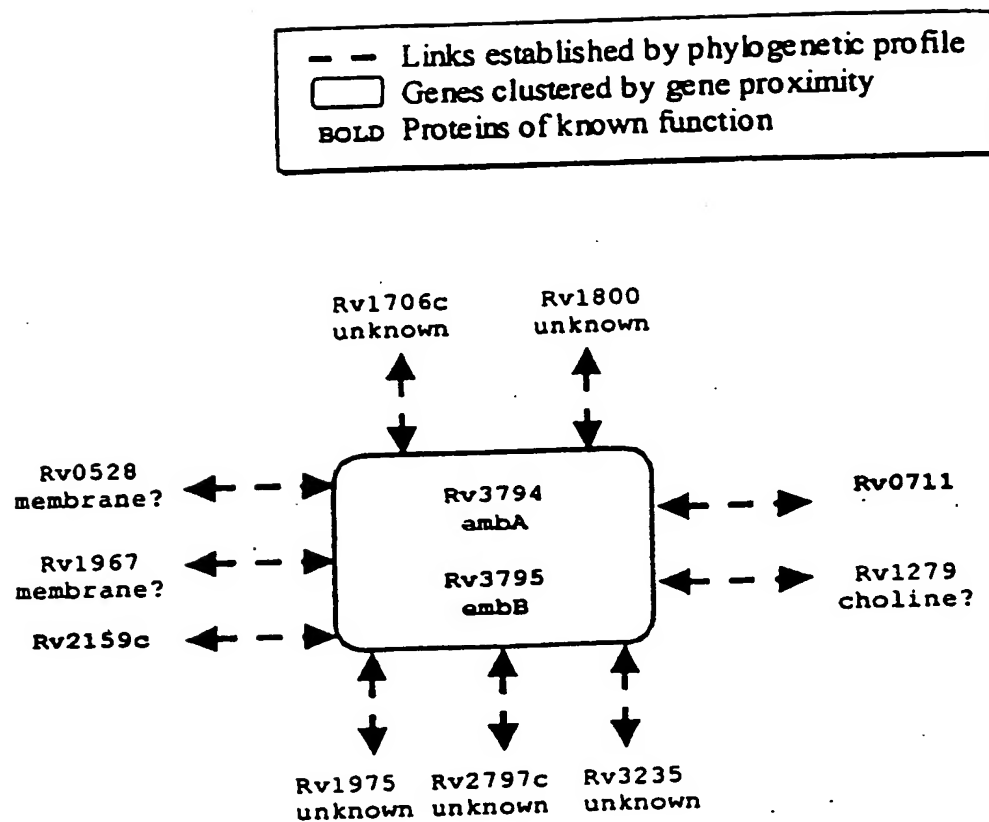 Links established by phylogenetic profile
Genes clustered by gene proximity
BOLD Proteins of known function
Rv1706c
unknown
Rv1800
unknown
Rv0528
membrane?
Rv1967
membrane?
Rv2159c
Rv3794
embA
Rv3795
embB
Rv0711
Rv1279
choline?
Rv1975
unknown
Rv2797c
unknown
Rv3235
unknown